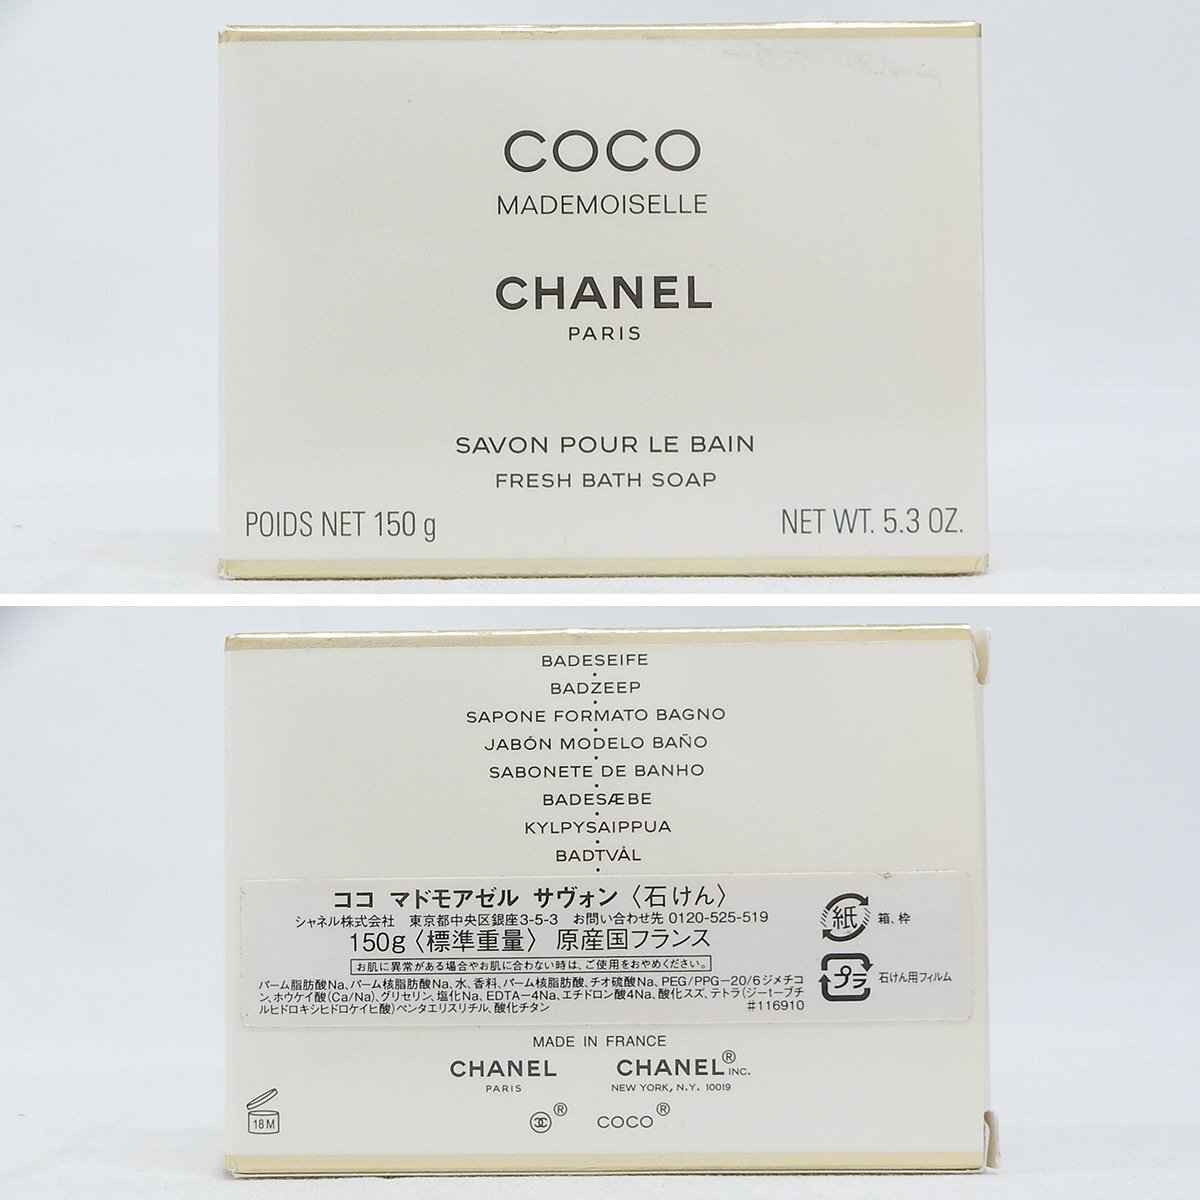 COCO
MADEMOISELLE
CHANEL
PARIS
SAVON POUR LE BAIN
FRESH BATH SOAP
POIDS NET 150 g
NET WT. 5.3 OZ.
BADESEIFE
BADZEEP
SAPONE FORMATO BAGNO
JABÓN MODELO BAÑO
SABONETE DE BANHO
BADESÆBE
KYLPYSAIPPUA
BADTVÅL
ココ マドモアゼル サヴォン〈石けん〉
シャネル株式会社 東京都中央区銀座3-5-3 お問い合わせ先 0120-525-519
150g〈標準重量〉 原産国フランス
お肌に異常がある場合やお肌に合わない時は、ご使用をおやめください。
パーム脂肪酸Na、パーム核脂肪酸Na、水、香料、パーム核脂肪酸、チオ硫酸Na、PEG/PPG-20/6ジメチコ
ン、ホウケイ酸(Ca/Na)、グリセリン、塩化Na、EDTA-4Na、エチドロン酸4Na、酸化スズ、テトラ(ジ-t-ブチ
ルヒドロキシヒドロケイヒ酸)ペンタエリスリチル、酸化チタン
#116910
紙
箱、枠
プラ
石けん用フィルム
MADE IN FRANCE
CHANEL
PARIS
CHANEL® INC.
NEW YORK, N.Y. 10019
®
COCO®
18 M